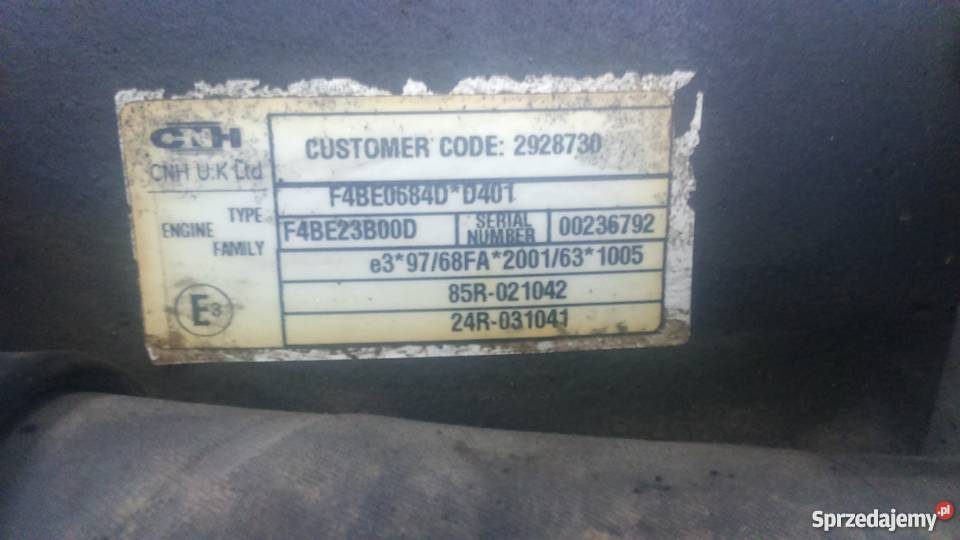 CNH
CNH U.K Ltd
CUSTOMER CODE: 2928730
ENGINE TYPE F4BE0684D*D401
FAMILY F4BE23B00D SERIAL NUMBER 00236792
e3*97/68FA*2001/63*1005
E3
85R-021042
24R-031041
Sprzedajemy.pl